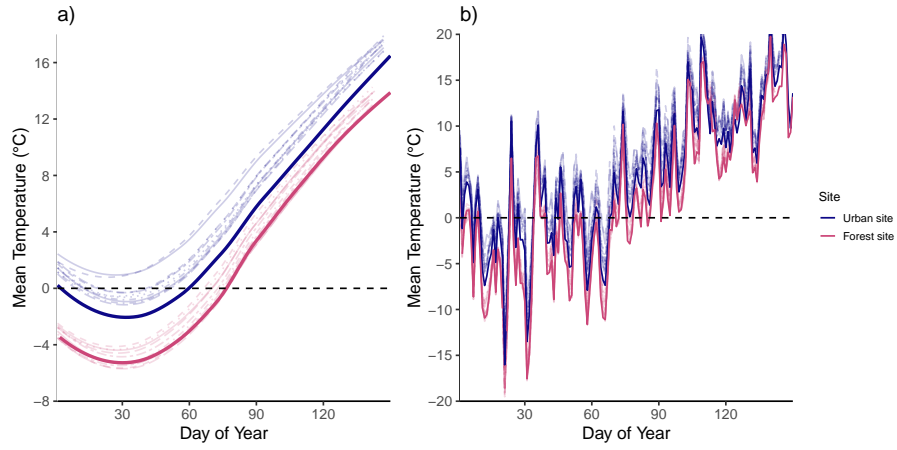 a)
Mean Temperature (°C)
16
12
8
4
0
−4
−8
30
60
90
120
Day of Year
b)
Mean Temperature (°C)
20
15
10
5
0
−5
−10
−15
−20
30
60
90
120
Day of Year
Site
Urban site
Forest site